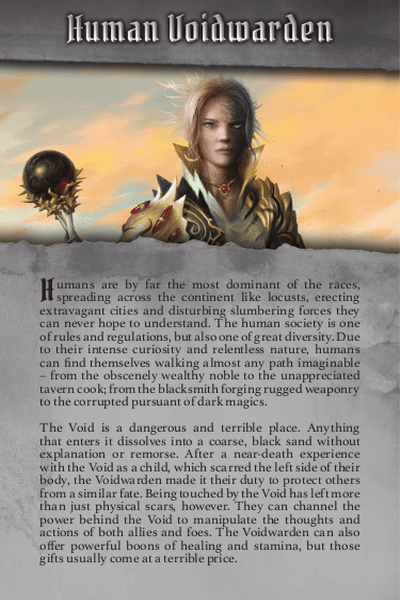 Human Voidwarden
Humans are by far the most dominant of the races,
spreading across the continent like locusts, erecting
extravagant cities and disturbing slumbering forces they
can never hope to understand. The human society is one
of rules and regulations, but also one of great diversity. Due
to their intense curiosity and relentless nature, humans
can find themselves walking almost any path imaginable
– from the obscenely wealthy noble to the unappreciated
tavern cook; from the blacksmith forging rugged weaponry
to the corrupted pursuant of dark magics.
The Void is a dangerous and terrible place. Anything
that enters it dissolves into a coarse, black sand without
explanation or remorse. After a near-death experience
with the Void as a child, which scarred the left side of their
body, the Voidwarden made it their duty to protect others
from a similar fate. Being touched by the Void has left more
than just physical scars, however. They can channel the
power behind the Void to manipulate the thoughts and
actions of both allies and foes. The Voidwarden can also
offer powerful boons of healing and stamina, but those
gifts usually come at a terrible price.